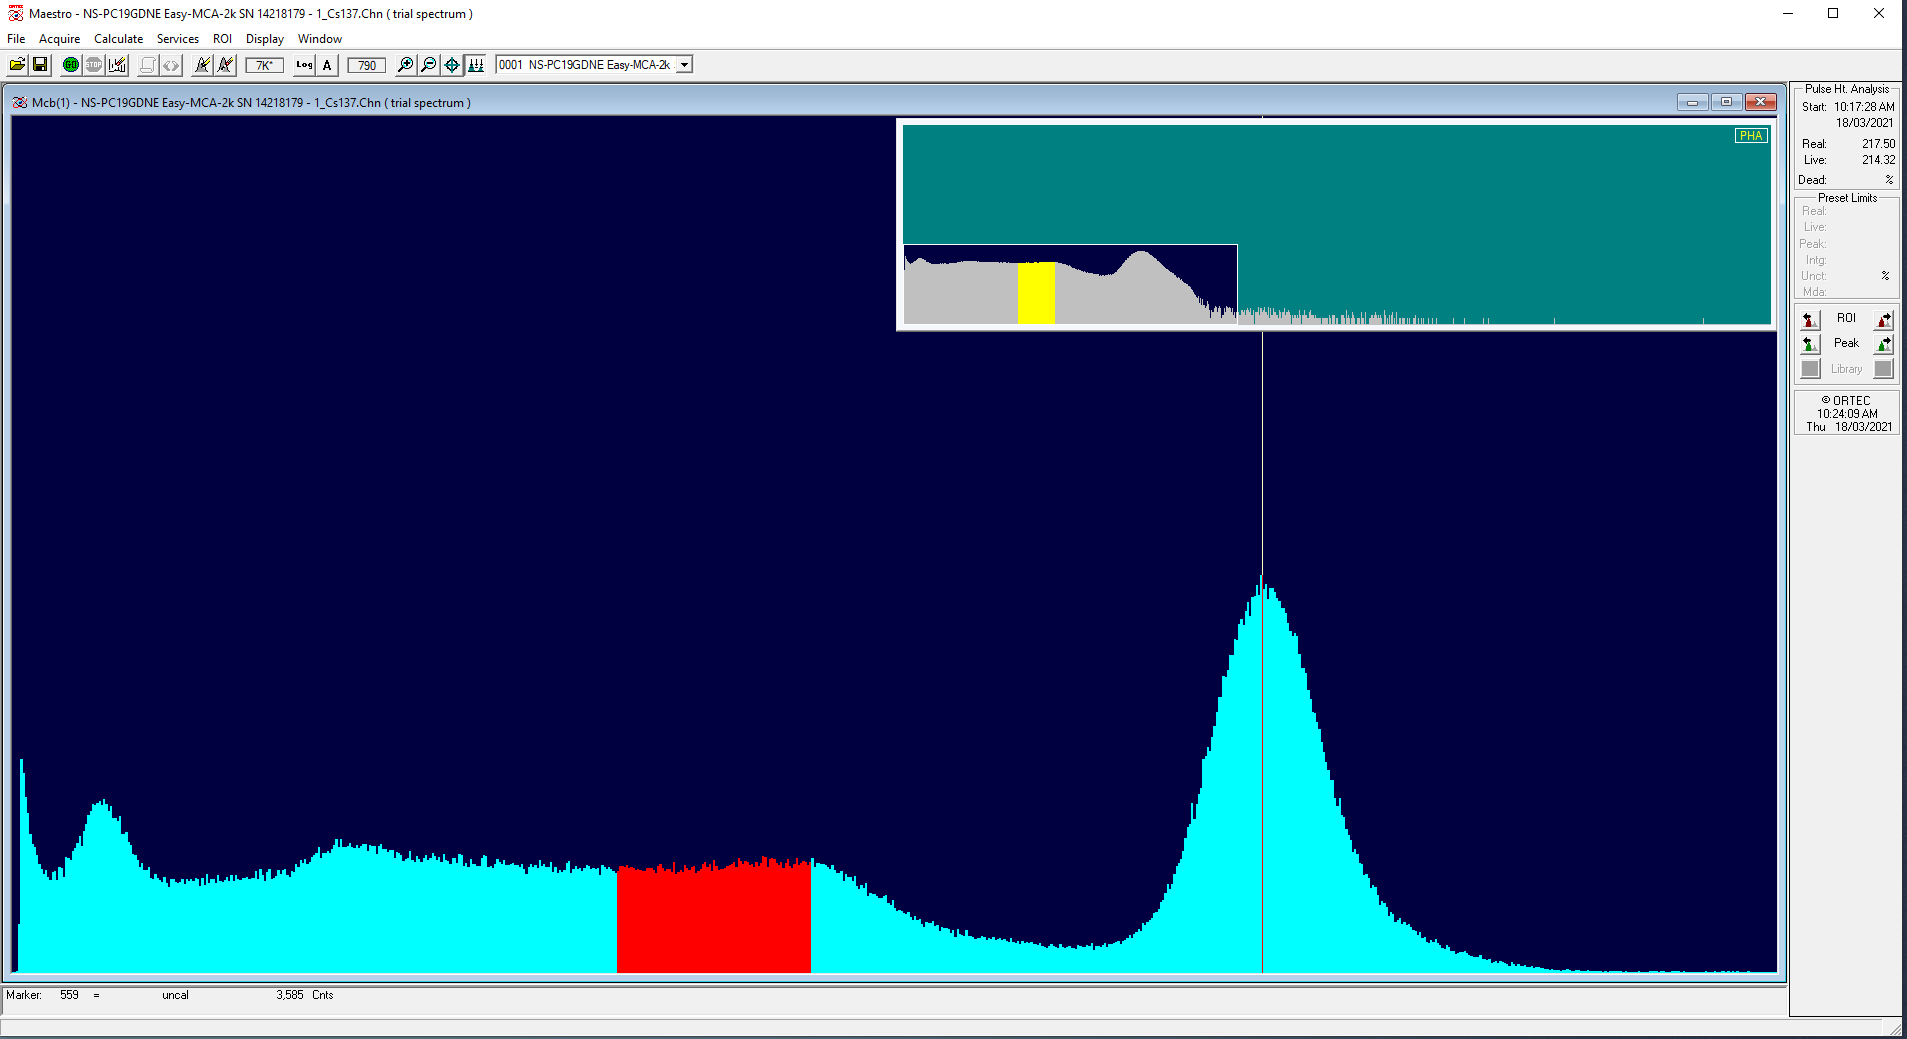 Maestro - NS-PC19GDNE Easy-MCA-2k SN 14218179 - 1_Cs137.Chn ( trial spectrum )
File Acquire Calculate Services ROI Display Window
GO STOP 7K* Log A 790 0001 NS-PC19GDNE Easy-MCA-2k
Mcb(1) - NS-PC19GDNE Easy-MCA-2k SN 14218179 - 1_Cs137.Chn ( trial spectrum )
PHA
Pulse Ht. Analysis
Start: 10:17:28 AM
18/03/2021
Real: 217.50
Live: 214.32
Dead: %
Preset Limits
Real:
Live:
Peak:
Intg:
Unct: %
Mda:
ROI
Peak
Library
© ORTEC
10:24:09 AM
Thu 18/03/2021
Marker: 559 = uncal 3,585 Cnts